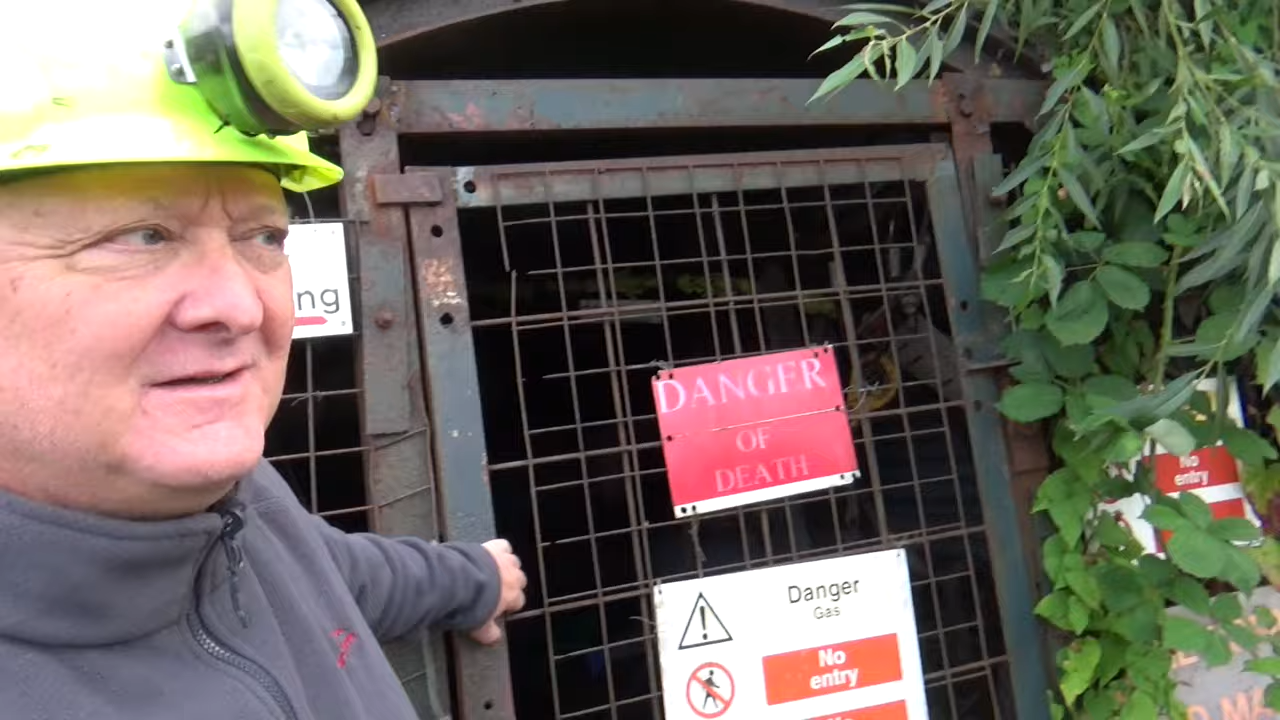 ng
DANGER
OF
DEATH
Danger
Gas
No
entry
No
entry